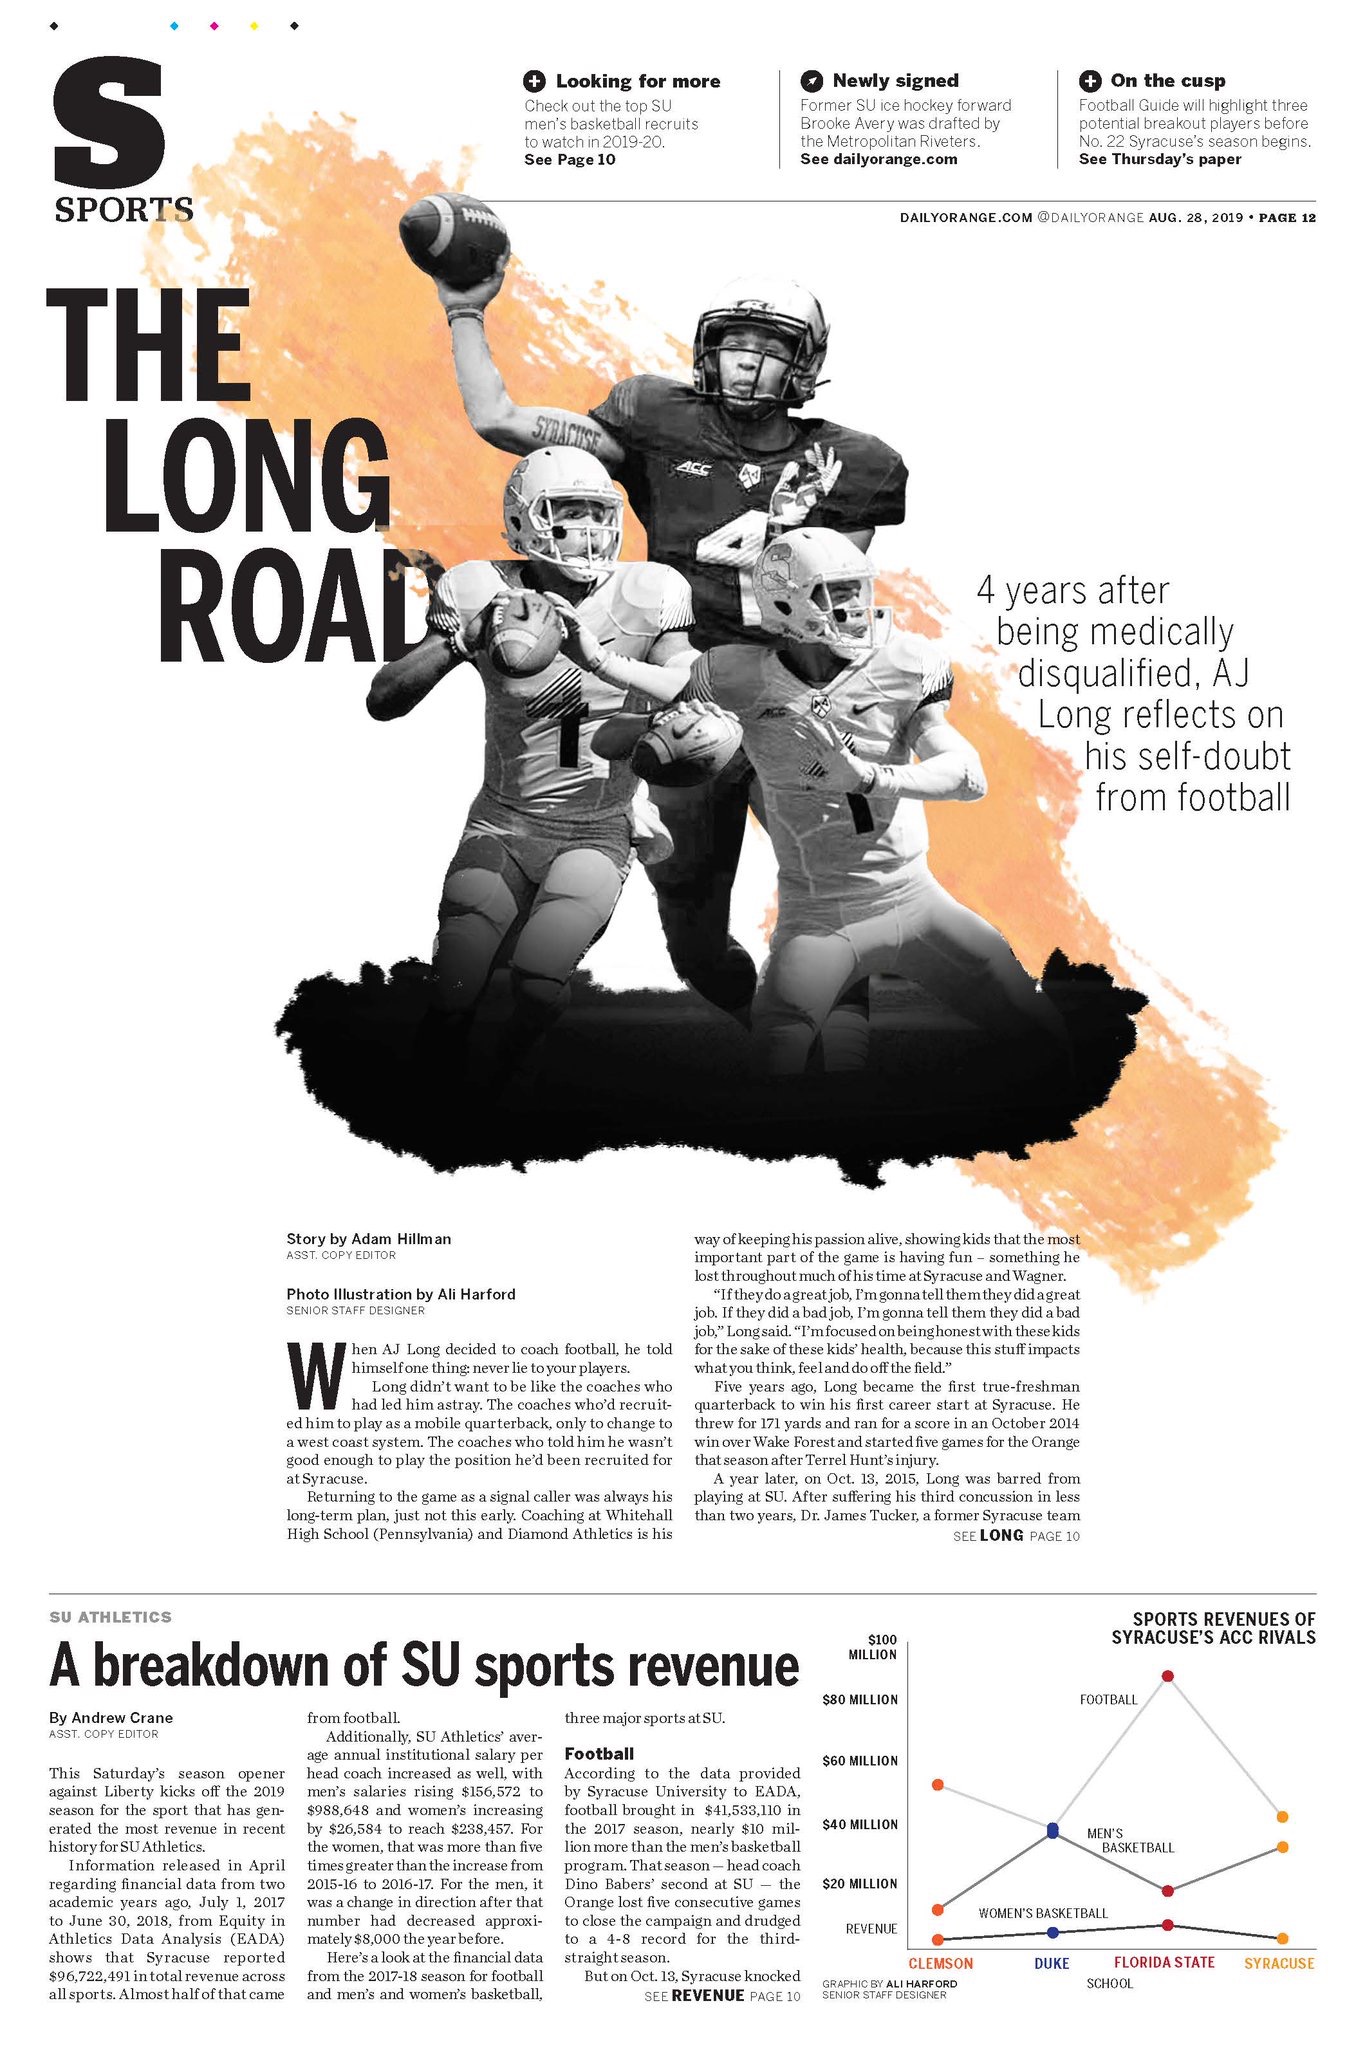 S
SPORTS
Looking for more
Check out the top SU
men's basketball recruits
to watch in 2019-20.
See Page 10
Newly signed
Former SU ice hockey forward
Brooke Avery was drafted by
the Metropolitan Riveters.
See dailyorange.com
On the cusp
Football Guide will highlight three
potential breakout players before
No. 22 Syracuse's season begins.
See Thursday's paper
DAILYORANGE.COM @DAILYORANGE AUG. 28, 2019 • PAGE 12
THE
LONG
ROAD
SYRACUSE
ACC
4
1
ACC
1
4 years after
being medically
disqualified, AJ
Long reflects on
his self-doubt
from football
Story by Adam Hillman
ASST. COPY EDITOR
Photo Illustration by Ali Harford
SENIOR STAFF DESIGNER
When AJ Long decided to coach football, he told
himself one thing: never lie to your players.
Long didn't want to be like the coaches who
had led him astray. The coaches who'd recruit-
ed him to play as a mobile quarterback, only to change to
a west coast system. The coaches who told him he wasn't
good enough to play the position he'd been recruited for
at Syracuse.
Returning to the game as a signal caller was always his
long-term plan, just not this early. Coaching at Whitehall
High School (Pennsylvania) and Diamond Athletics is his
way of keeping his passion alive, showing kids that the most
important part of the game is having fun – something he
lost throughout much of his time at Syracuse and Wagner.
"If they do a great job, I'm gonna tell them they did a great
job. If they did a bad job, I'm gonna tell them they did a bad
job," Long said. "I'm focused on being honest with these kids
for the sake of these kids' health, because this stuff impacts
what you think, feel and do off the field."
Five years ago, Long became the first true-freshman
quarterback to win his first career start at Syracuse. He
threw for 171 yards and ran for a score in an October 2014
win over Wake Forest and started five games for the Orange
that season after Terrel Hunt's injury.
A year later, on Oct. 13, 2015, Long was barred from
playing at SU. After suffering his third concussion in less
than two years, Dr. James Tucker, a former Syracuse team
SEE LONG PAGE 10
SU ATHLETICS
A breakdown of SU sports revenue
By Andrew Crane
ASST. COPY EDITOR
This Saturday's season opener
against Liberty kicks off the 2019
season for the sport that has gen-
erated the most revenue in recent
history for SU Athletics.
Information released in April
regarding financial data from two
academic years ago, July 1, 2017
to June 30, 2018, from Equity in
Athletics Data Analysis (EADA)
shows that Syracuse reported
$96,722,491 in total revenue across
all sports. Almost half of that came
from football.
Additionally, SU Athletics' aver-
age annual institutional salary per
head coach increased as well, with
men's salaries rising $156,572 to
$988,648 and women's increasing
by $26,584 to reach $238,457. For
the women, that was more than five
times greater than the increase from
2015-16 to 2016-17. For the men, it
was a change in direction after that
number had decreased approxi-
mately $8,000 the year before.
Here's a look at the financial data
from the 2017-18 season for football
and men's and women's basketball,
three major sports at SU.
Football
According to the data provided
by Syracuse University to EADA,
football brought in $41,533,110 in
the 2017 season, nearly $10 mil-
lion more than the men's basketball
program. That season — head coach
Dino Babers' second at SU — the
Orange lost five consecutive games
to close the campaign and drudged
to a 4-8 record for the third-
straight season.
But on Oct. 13, Syracuse knocked
SEE REVENUE PAGE 10
SPORTS REVENUES OF
SYRACUSE'S ACC RIVALS
$100
MILLION
$80 MILLION
$60 MILLION
$40 MILLION
$20 MILLION
REVENUE
FOOTBALL
MEN'S
BASKETBALL
WOMEN'S BASKETBALL
CLEMSON
DUKE
FLORIDA STATE
SYRACUSE
SCHOOL
GRAPHIC BY ALI HARFORD
SENIOR STAFF DESIGNER